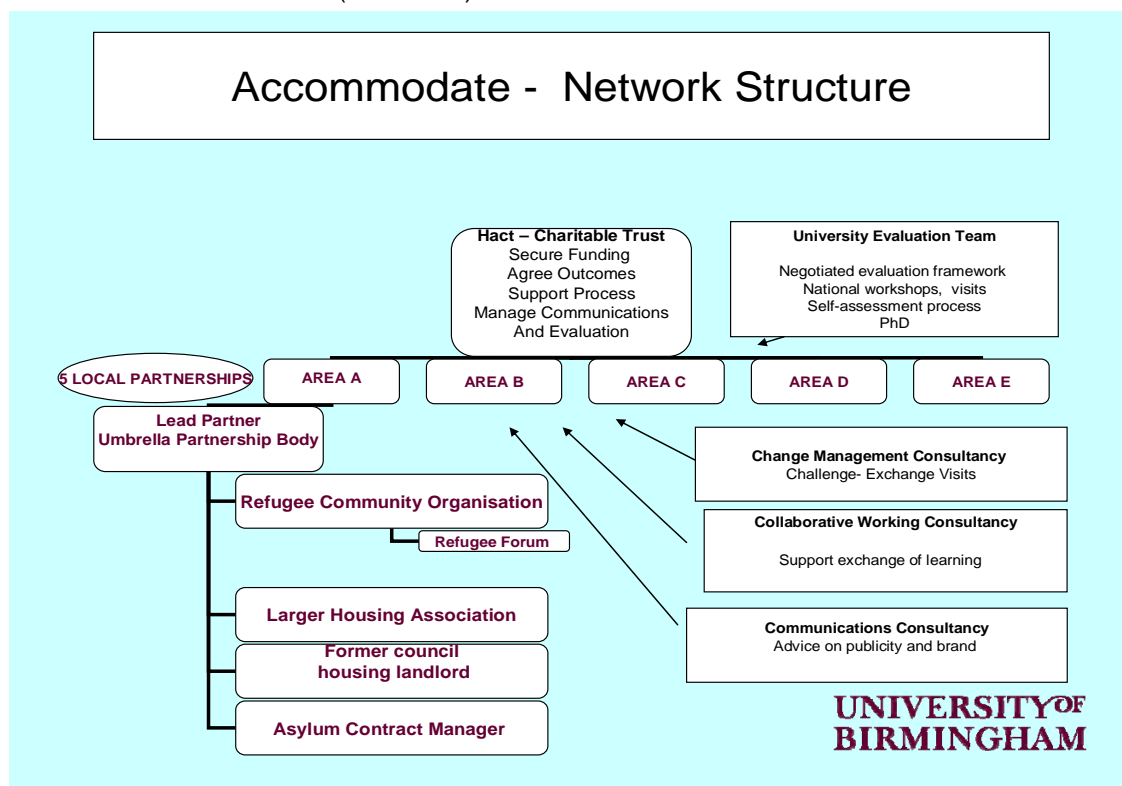 Accommodate -  Network Structure
Hact – Charitable Trust
Secure Funding
Agree Outcomes
Support Process
Manage Communications
And Evaluation
University Evaluation Team
Negotiated evaluation framework
National workshops,  visits
Self-assessment process
PhD
5 LOCAL PARTNERSHIPS
AREA A
AREA B
AREA C
AREA D
AREA E
Lead Partner
Umbrella Partnership Body
Refugee Community Organisation
Refugee Forum
Larger Housing Association
Former council
housing landlord
Asylum Contract Manager
Change Management Consultancy
Challenge- Exchange Visits
Collaborative Working Consultancy
Support exchange of learning
Communications Consultancy
Advice on publicity and brand
UNIVERSITY OF
BIRMINGHAM